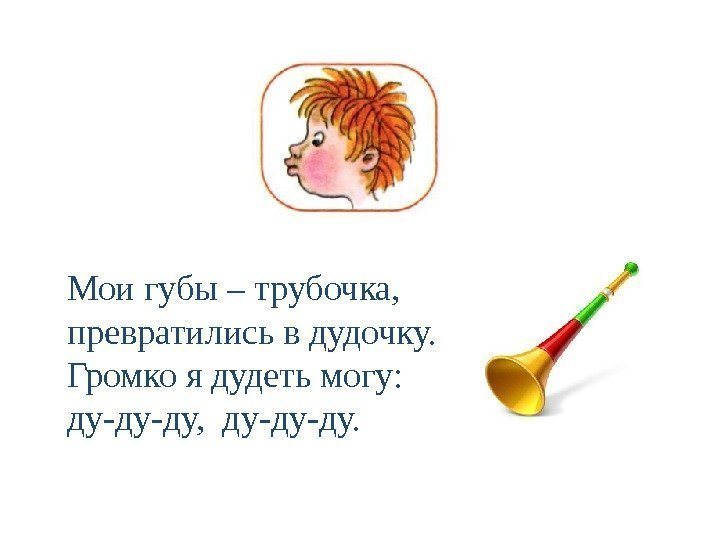 Мои губы – трубочка,
превратились в дудочку.
Громко я дудеть могу:
ду-ду-ду, ду-ду-ду.